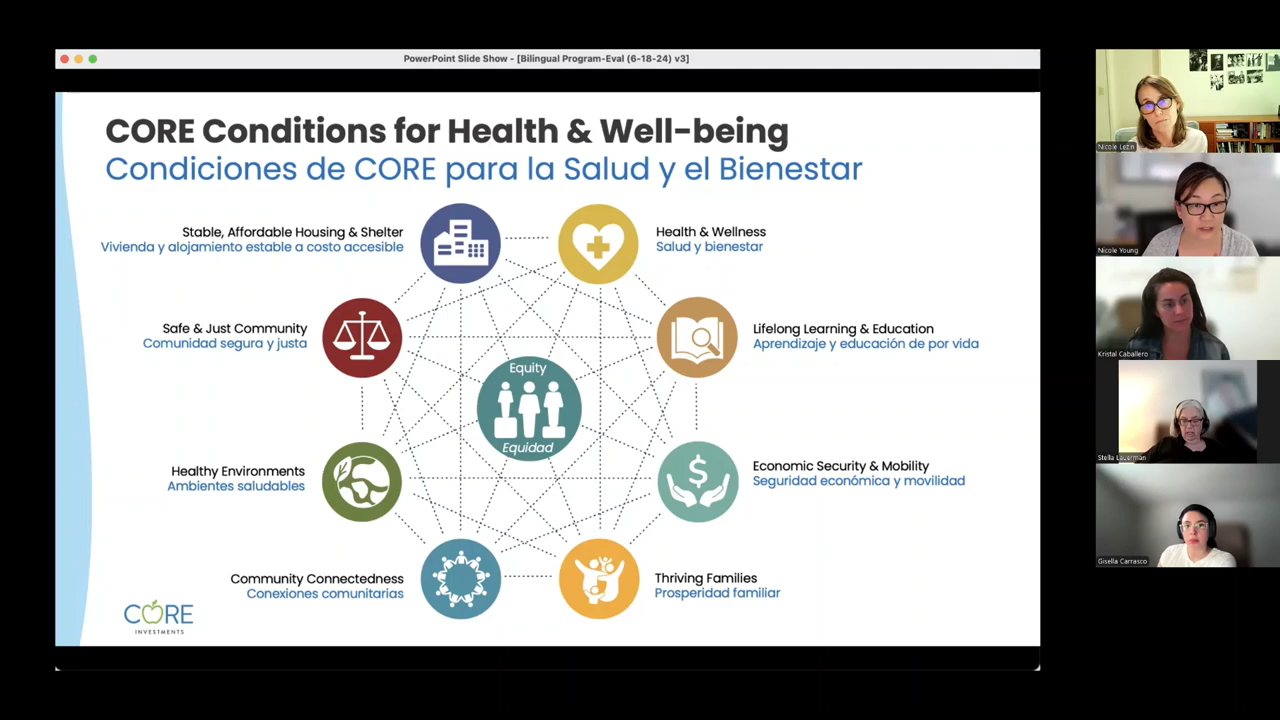 PowerPoint Slide Show - [Bilingual Program-Eval (6-18-24) v3]
CORE Conditions for Health & Well-being
Condiciones de CORE para la Salud y el Bienestar
Stable, Affordable Housing & Shelter
Vivienda y alojamiento estable a costo accesible
Health & Wellness
Salud y bienestar
Safe & Just Community
Comunidad segura y justa
Lifelong Learning & Education
Aprendizaje y educación de por vida
Equity
Equidad
Healthy Environments
Ambientes saludables
Economic Security & Mobility
Seguridad económica y movilidad
Community Connectedness
Conexiones comunitarias
Thriving Families
Prosperidad familiar
CORE
INVESTMENTS
Nicole Lezin
Nicole Young
Kristal Caballero
Stella Lauerman
Gisella Carrasco